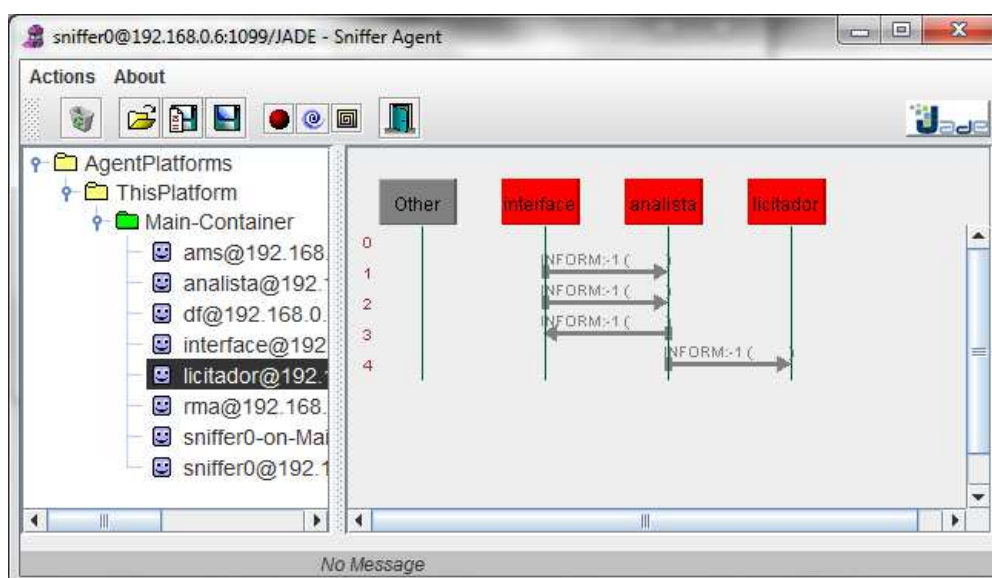 sniffer0@192.168.0.6:1099/JADE - Sniffer Agent
Actions About
Jade
AgentPlatforms
ThisPlatform
Main-Container
ams@192.168.
analista@192.
df@192.168.0.
interface@192
licitador@192.
rma@192.168.
sniffer0-on-Mai
sniffer0@192.1
Other interface analista licitador
0
1 INFORM:-1 ( )
2 INFORM:-1 ( )
3 INFORM:-1 ( )
4 INFORM:-1 ( )
No Message